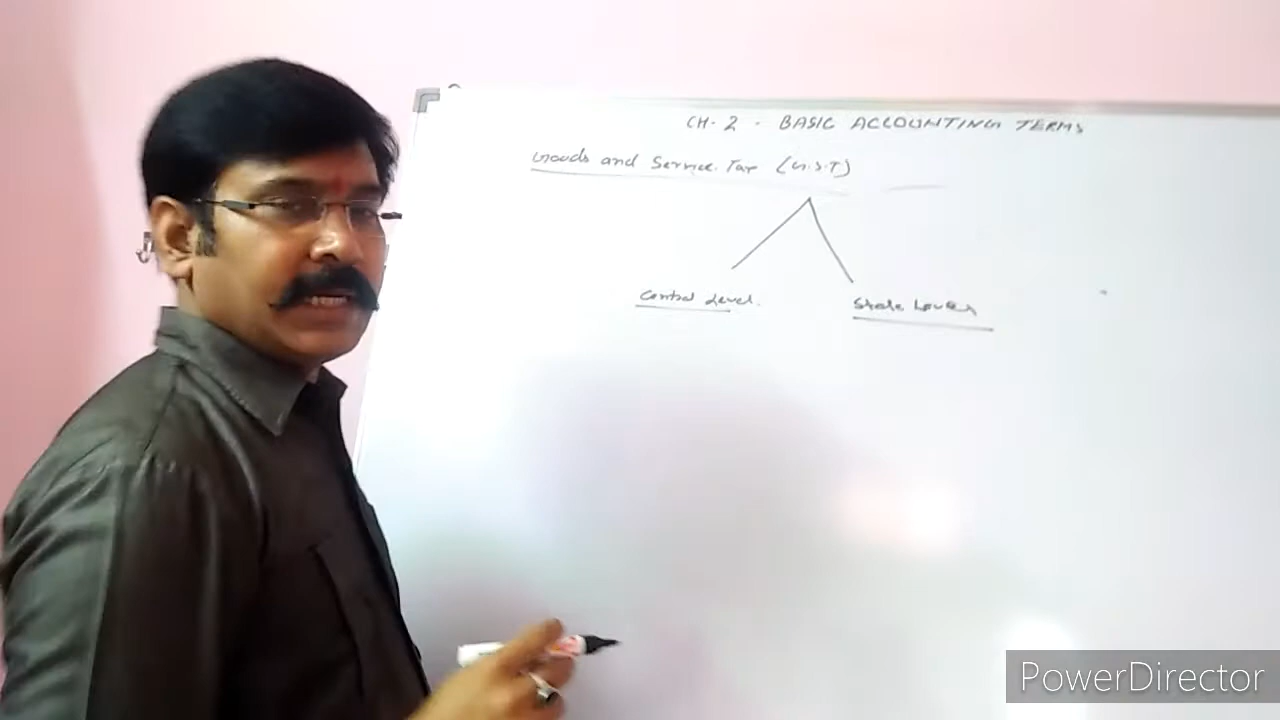 CH. 2 - BASIC ACCOUNTING TERMS
Goods and Service Tax (G.S.T)
Central Level.
State Level
PowerDirector